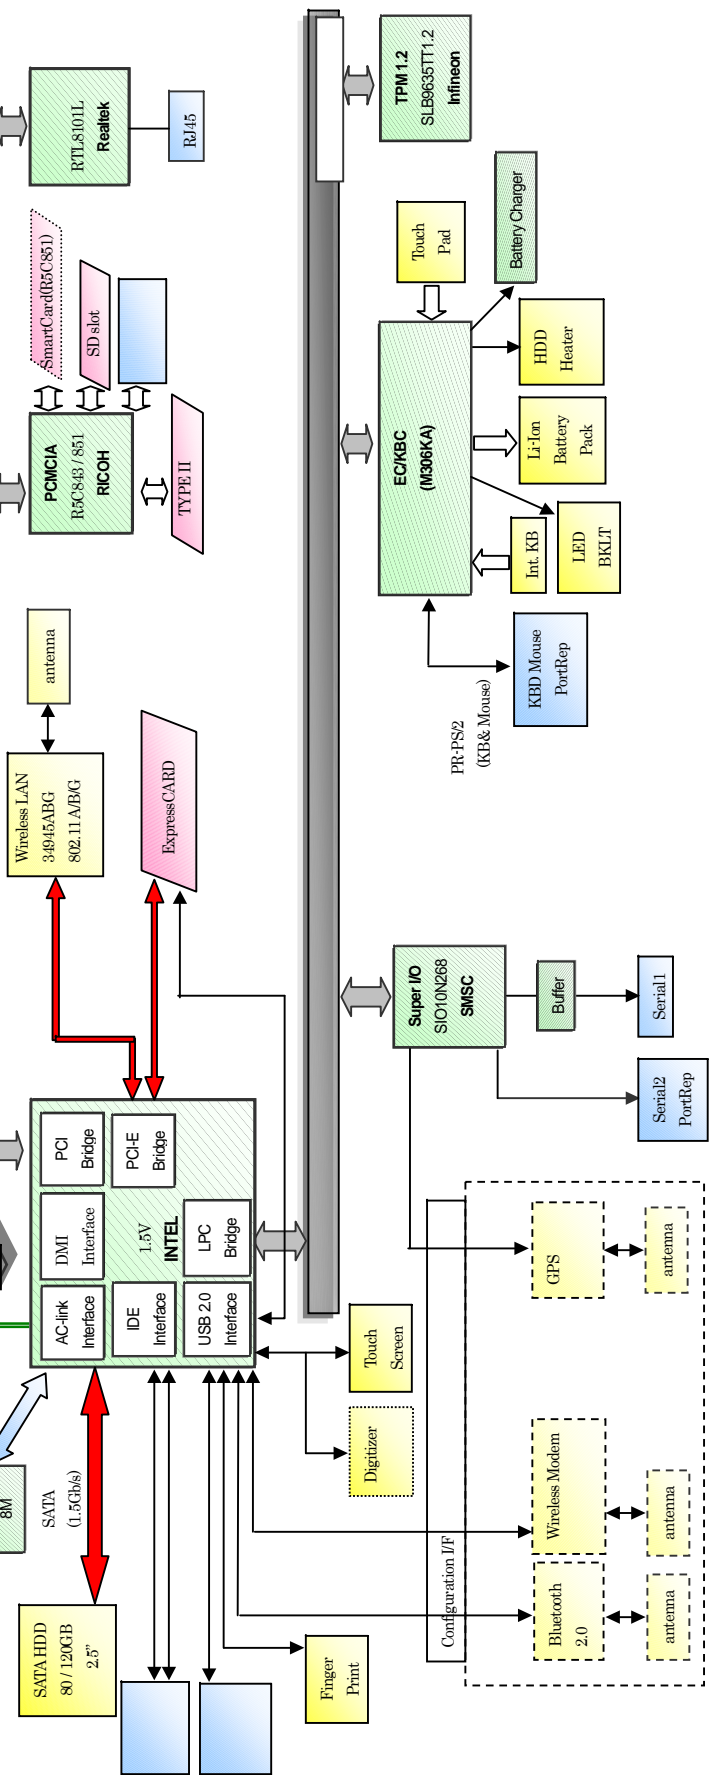 RTL8101L
Realtek
RJ45
TPM 1.2
SLB9635TT1.2
Infineon
SmartCard(R5C851)
SD slot
PCMCIA
R5C843 / 851
RICOH
TYPE II
Touch
Pad
Battery Charger
EC/KBC
(M306KA)
HDD
Heater
Li-Ion
Battery
Pack
Int. KB
LED
BKLT
KBD Mouse
PortRep
PR-PS/2
(KB& Mouse)
antenna
Wireless LAN
34945ABG
802.11 A/B/G
ExpressCARD
Super I/O
SIO10N268
SMSC
Buffer
Serial1
Serial2
PortRep
PCI
Bridge
PCI-E
Bridge
DMI
Interface
1.5V
INTEL
LPC
Bridge
AC-link
Interface
IDE
Interface
USB 2.0
Interface
8M
SATA
(1.5Gb/s)
SATA HDD
80 / 120GB
2.5"
Touch
Screen
Digitizer
Finger
Print
Configuration I/F
GPS
antenna
Wireless Modem
antenna
Bluetooth
2.0
antenna